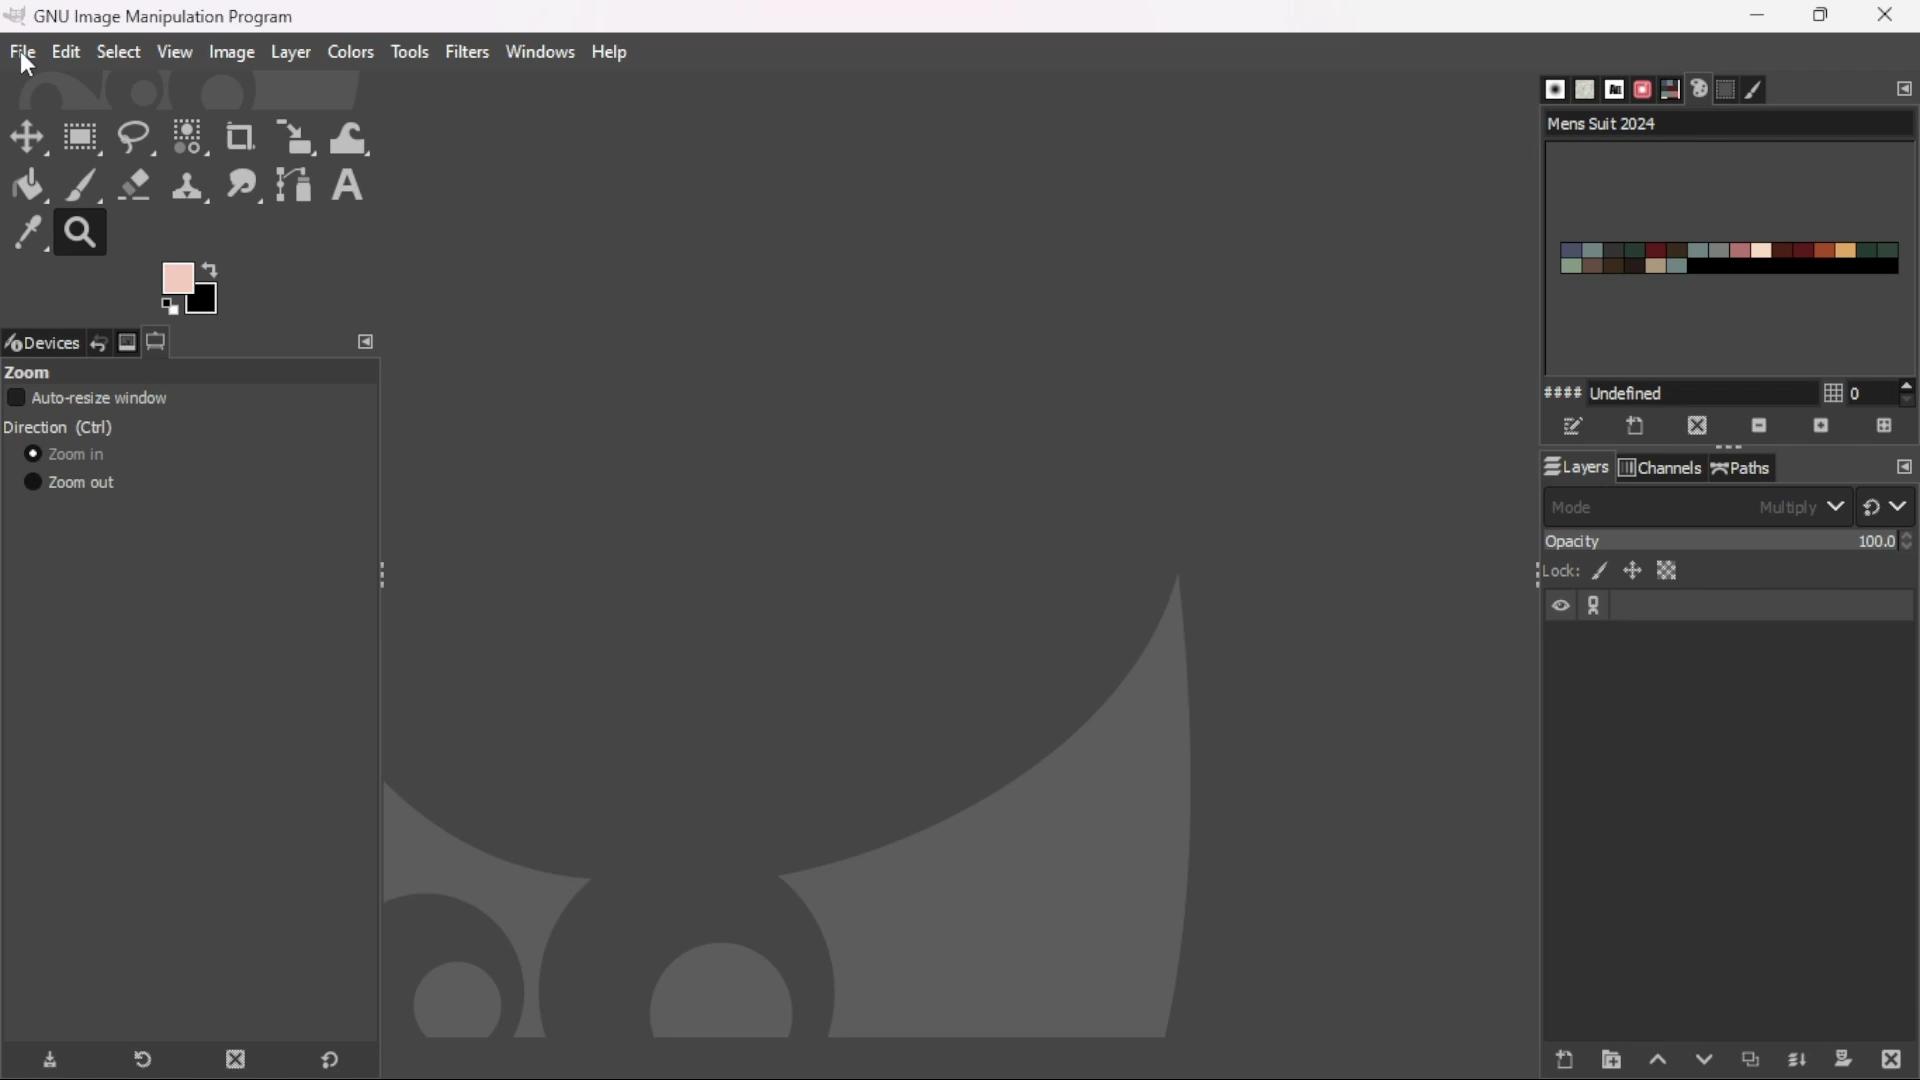 GNU Image Manipulation Program
File Edit Select View Image Layer Colors Tools Filters Windows Help
Devices
Zoom
Auto-resize window
Direction (Ctrl)
Zoom in
Zoom out
Mens Suit 2024
#### Undefined 0
Layers Channels Paths
Mode Multiply
Opacity 100.0
Lock: